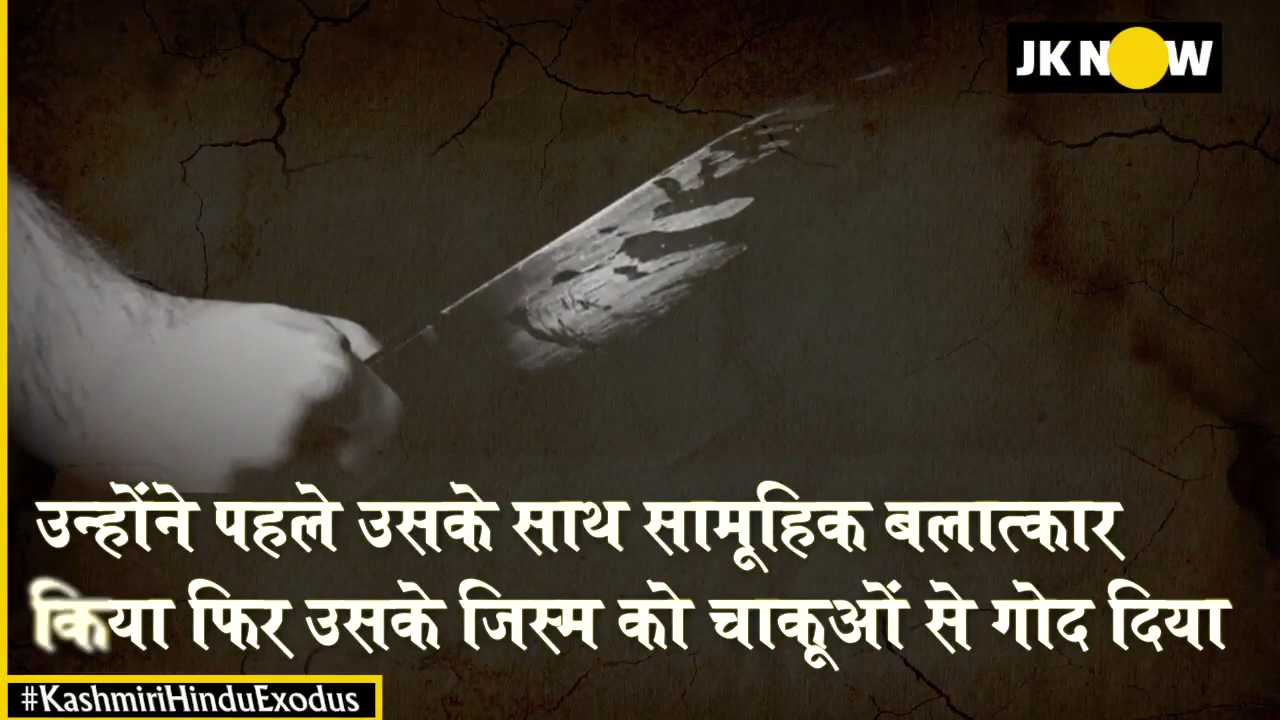 JK NOW
उन्होंने पहले उसके साथ सामूहिक बलात्कार
किया फिर उसके जिस्म को चाकूओं से गोद दिया
#KashmiriHinduExodus